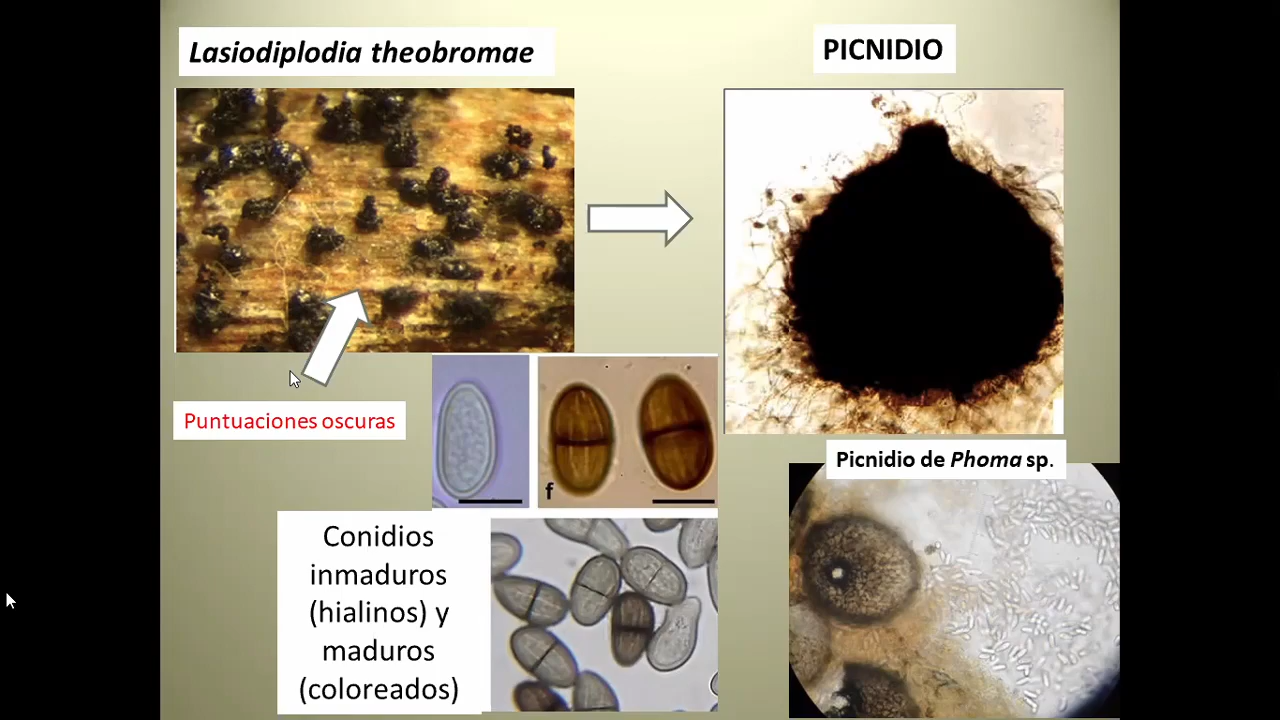 Lasiodiplodia theobromae
PICNIDIO
Puntuaciones oscuras
f
Picnidio de Phoma sp.
Conidios
inmaduros
(hialinos) y
maduros
(coloreados)